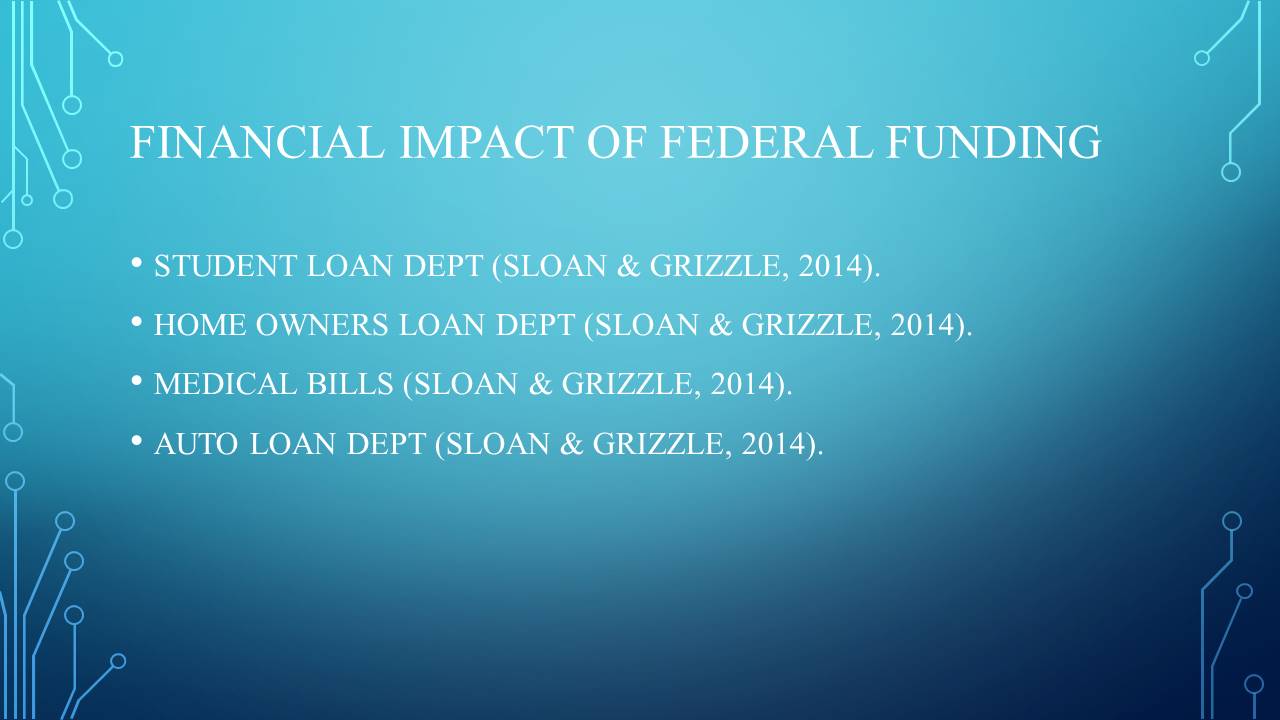 FINANCIAL IMPACT OF FEDERAL FUNDING
• STUDENT LOAN DEPT (SLOAN & GRIZZLE, 2014).
• HOME OWNERS LOAN DEPT (SLOAN & GRIZZLE, 2014).
• MEDICAL BILLS (SLOAN & GRIZZLE, 2014).
• AUTO LOAN DEPT (SLOAN & GRIZZLE, 2014).